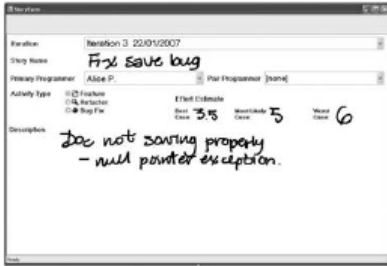 StoryForm
Iteration Iteration 3 22/01/2007
Story Name Fix save bug
Primary Programmer Alice P. Pair Programmer [none]
Activity Type Feature
Refactor
Bug Fix
Effort Estimate
Best Case 3.5 Most Likely Case 5 Worst Case 6
Description Doc not saving properly
- null pointer exception.
Ready